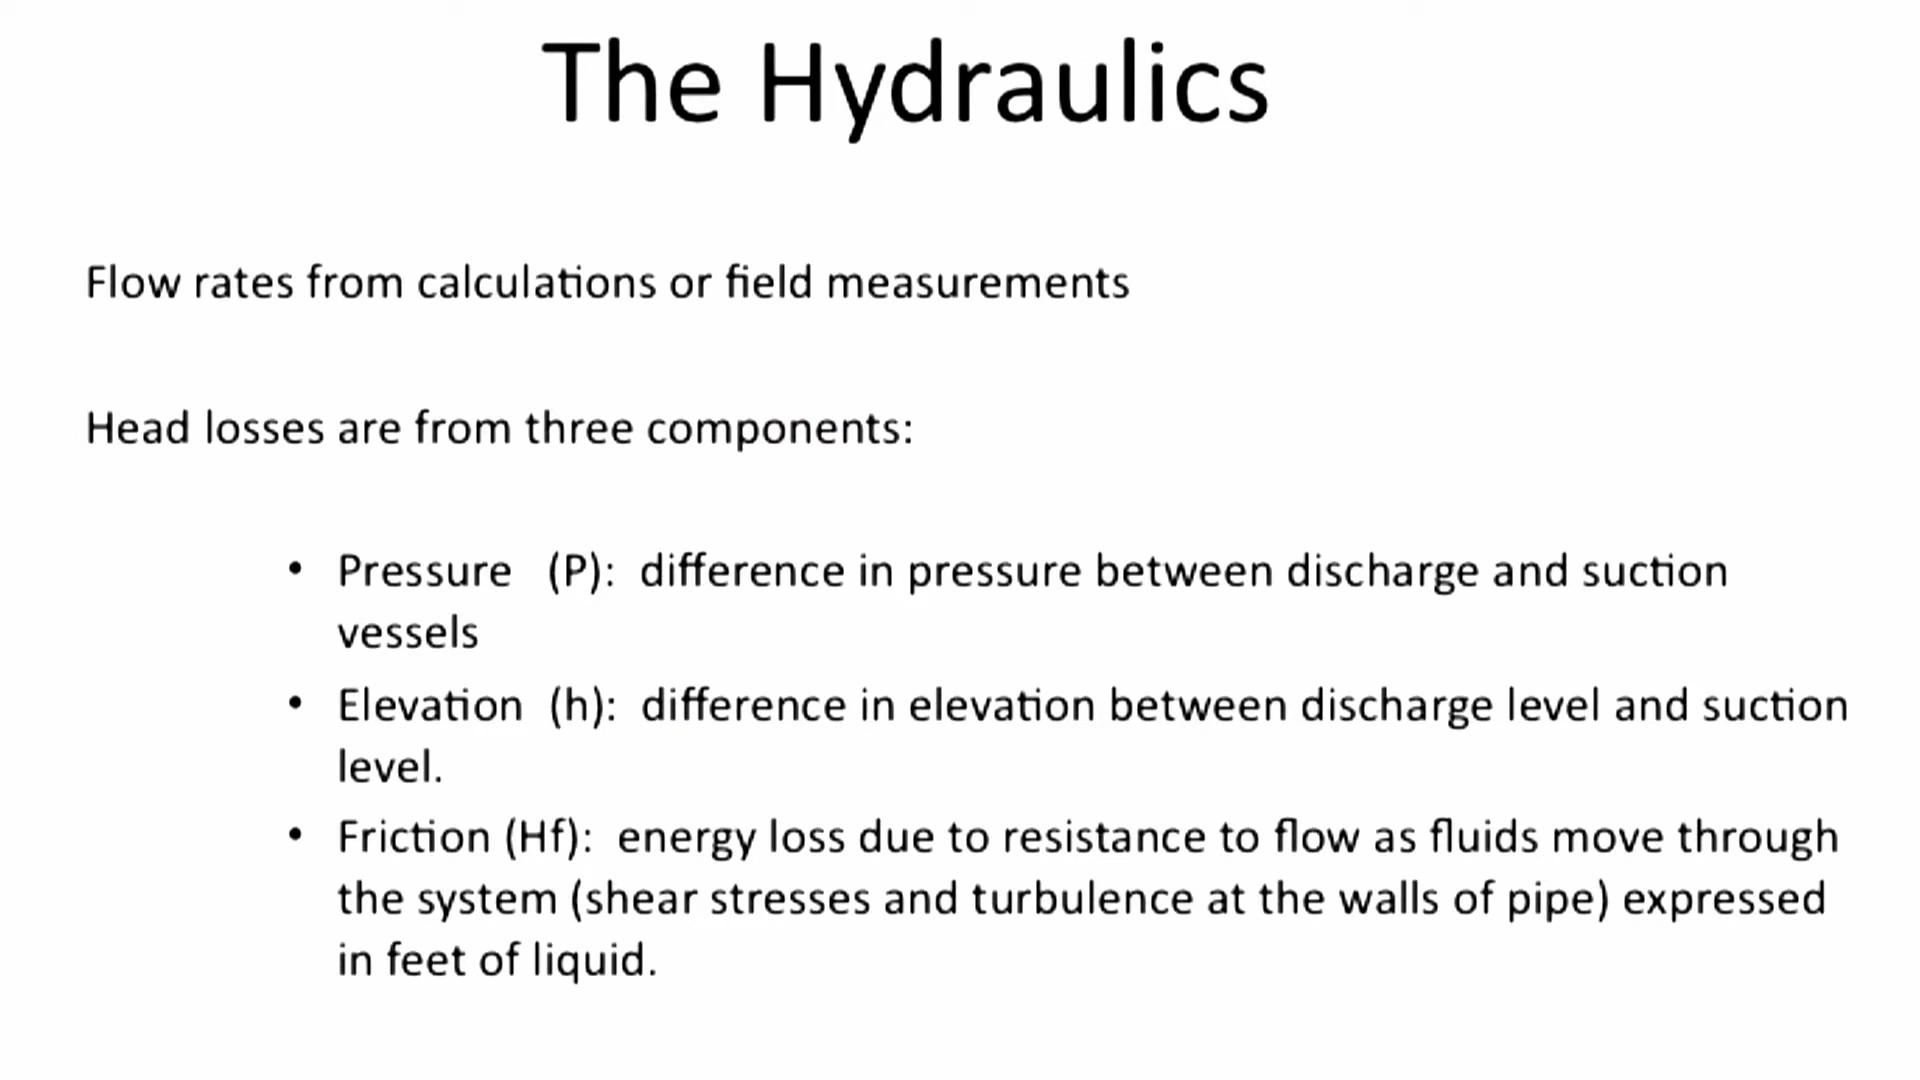 The Hydraulics
Flow rates from calculations or field measurements
Head losses are from three components:
• Pressure (P): difference in pressure between discharge and suction
vessels
• Elevation (h): difference in elevation between discharge level and suction
level.
• Friction (Hf): energy loss due to resistance to flow as fluids move through
the system (shear stresses and turbulence at the walls of pipe) expressed
in feet of liquid.